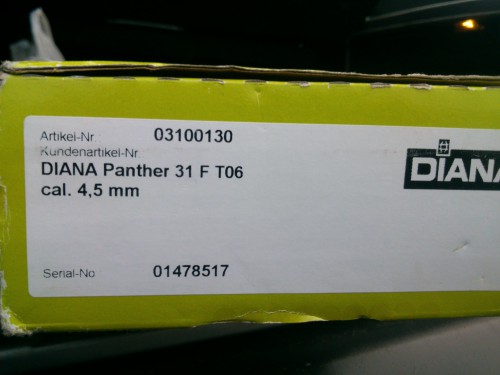 Artikel-Nr 03100130
Kundenartikel-Nr
DIANA Panther 31 F T06
cal. 4,5 mm
DIANA
Serial-No 01478517